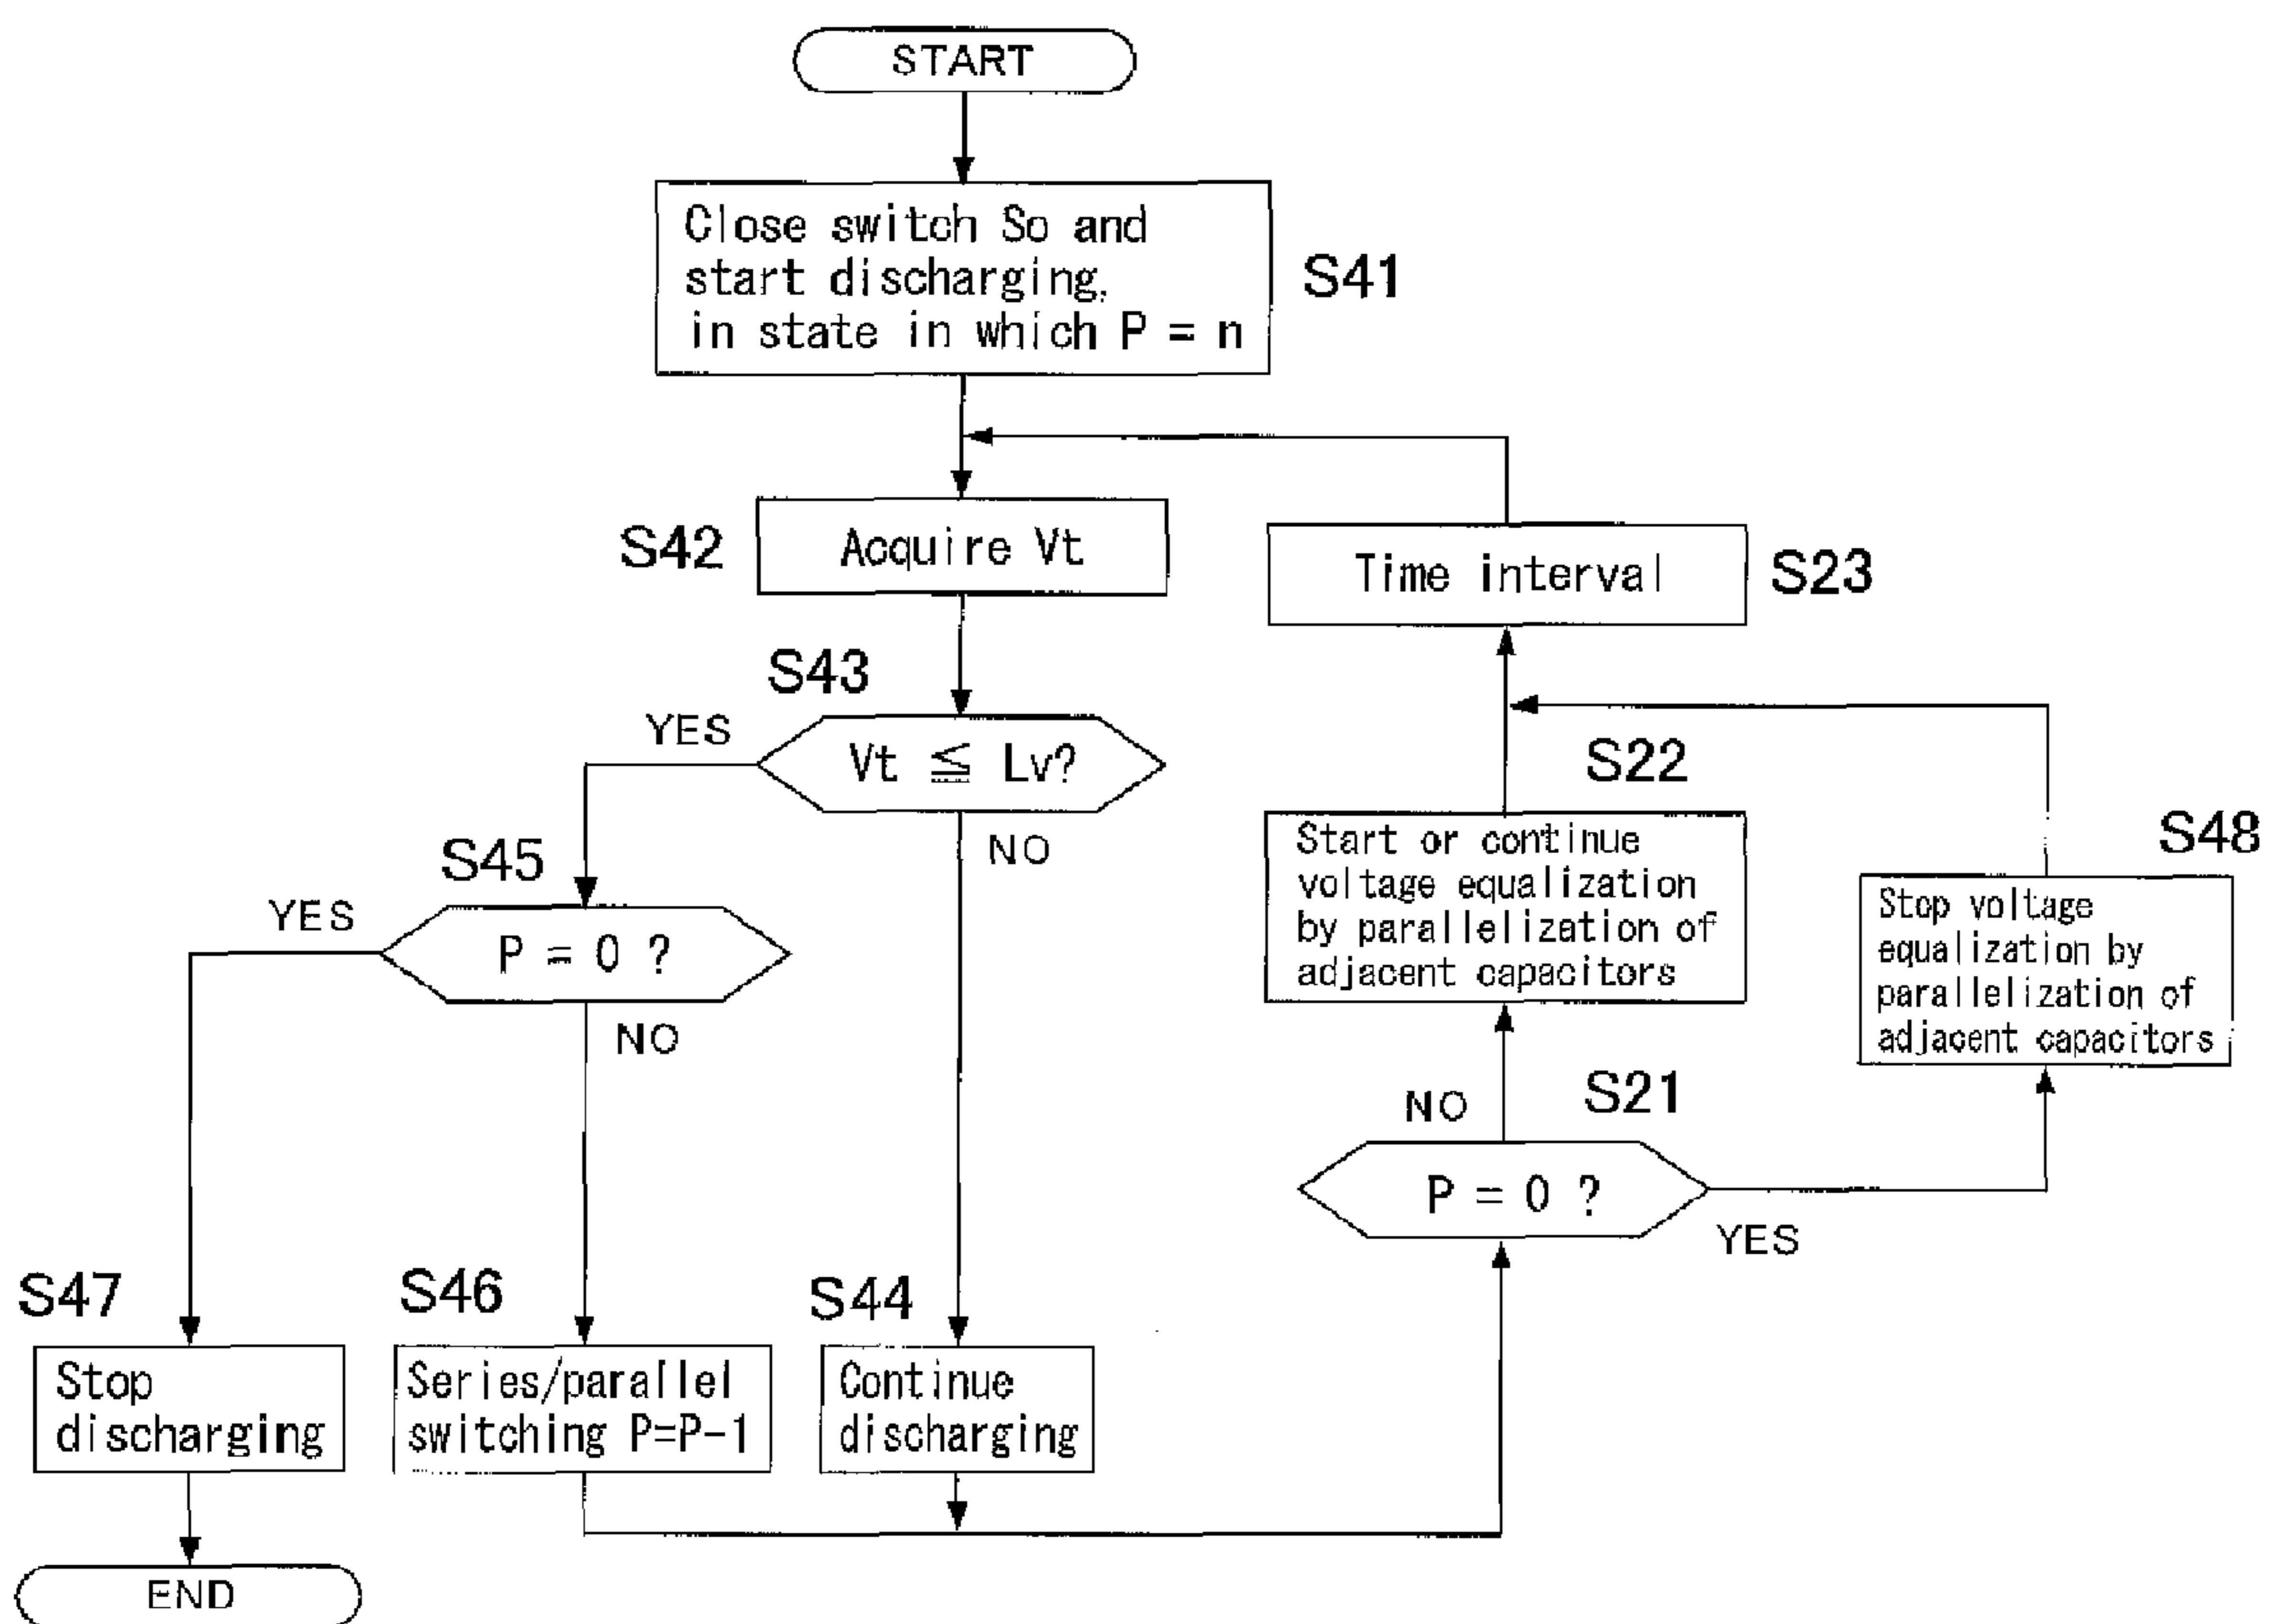 START
Close switch So and
start discharging,
in state in which P = n
S41
S42
Acquire Vt
Time interval
S23
S43
YES
Vt ≦ Lv?
NO
S22
Start or continue
voltage equalization
by parallelization of
adjacent capacitors
S48
Stop voltage
equalization by
parallelization of
adjacent capacitors
S45
YES
P = 0 ?
NO
NO
S21
P = 0 ?
YES
S47
Stop
discharging
S46
Series/parallel
switching P=P-1
S44
Continue
discharging
END